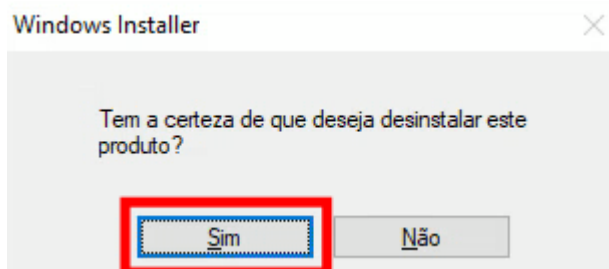 Windows Installer
Tem a certeza de que deseja desinstalar este
produto?
Sim
Não